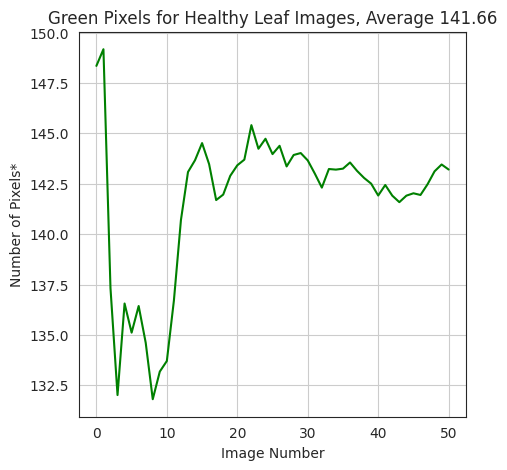 Green Pixels for Healthy Leaf Images, Average 141.66
150.0
147.5
145.0
142.5
140.0
137.5
135.0
132.5
Number of Pixels*
0 10 20 30 40 50
Image Number